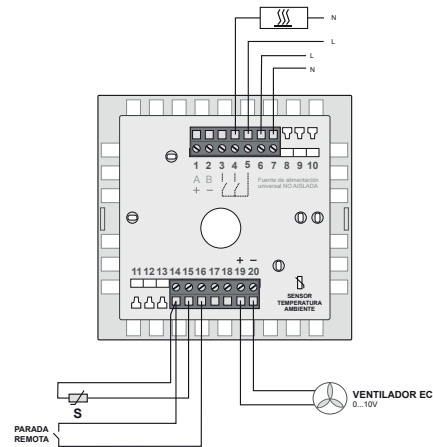 N
L
L
N
1 2 3 4 5 6 7 8 9 10
A B
+ −
Fuente de alimentación
universal NO AISLADA
+ −
11 12 13 14 15 16 17 18 19 20
SENSOR
TEMPERATURA
AMBIENTE
S
PARADA
REMOTA
VENTILADOR EC
0...10V